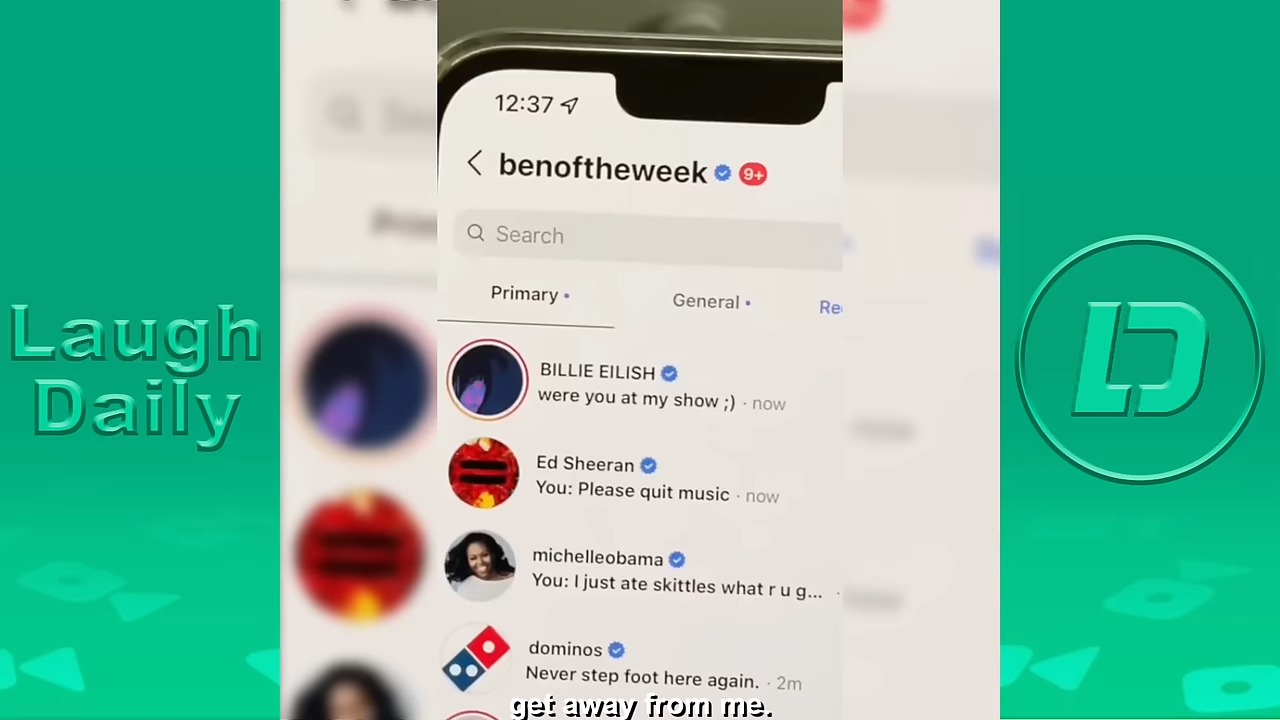 Laugh
Daily
12:37
benoftheweek 9+
Search
Primary
General
Re
BILLIE EILISH
were you at my show ;) · now
Ed Sheeran
You: Please quit music · now
michelleobama
You: I just ate skittles what r u g... ·
dominos
Never step foot here again. · 2m
get away from me.
LD